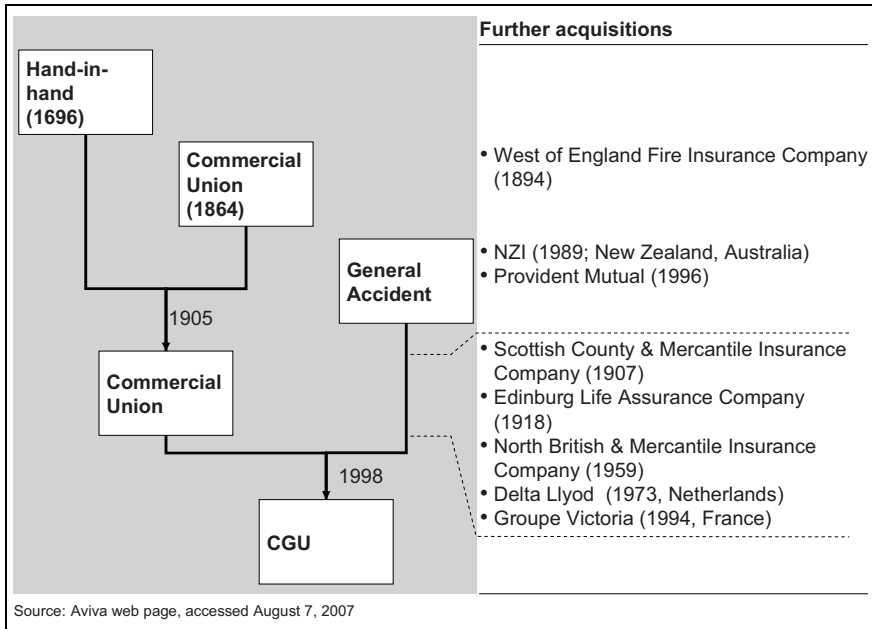 Further acquisitions
Hand-in-
hand
(1696)
Commercial
Union
(1864)
• West of England Fire Insurance Company
(1894)
General
Accident
• NZI (1989; New Zealand, Australia)
• Provident Mutual (1996)
1905
Commercial
Union
• Scottish County & Mercantile Insurance
Company (1907)
• Edinburg Life Assurance Company
(1918)
• North British & Mercantile Insurance
Company (1959)
• Delta Llyod (1973, Netherlands)
• Groupe Victoria (1994, France)
1998
CGU
Source: Aviva web page, accessed August 7, 2007